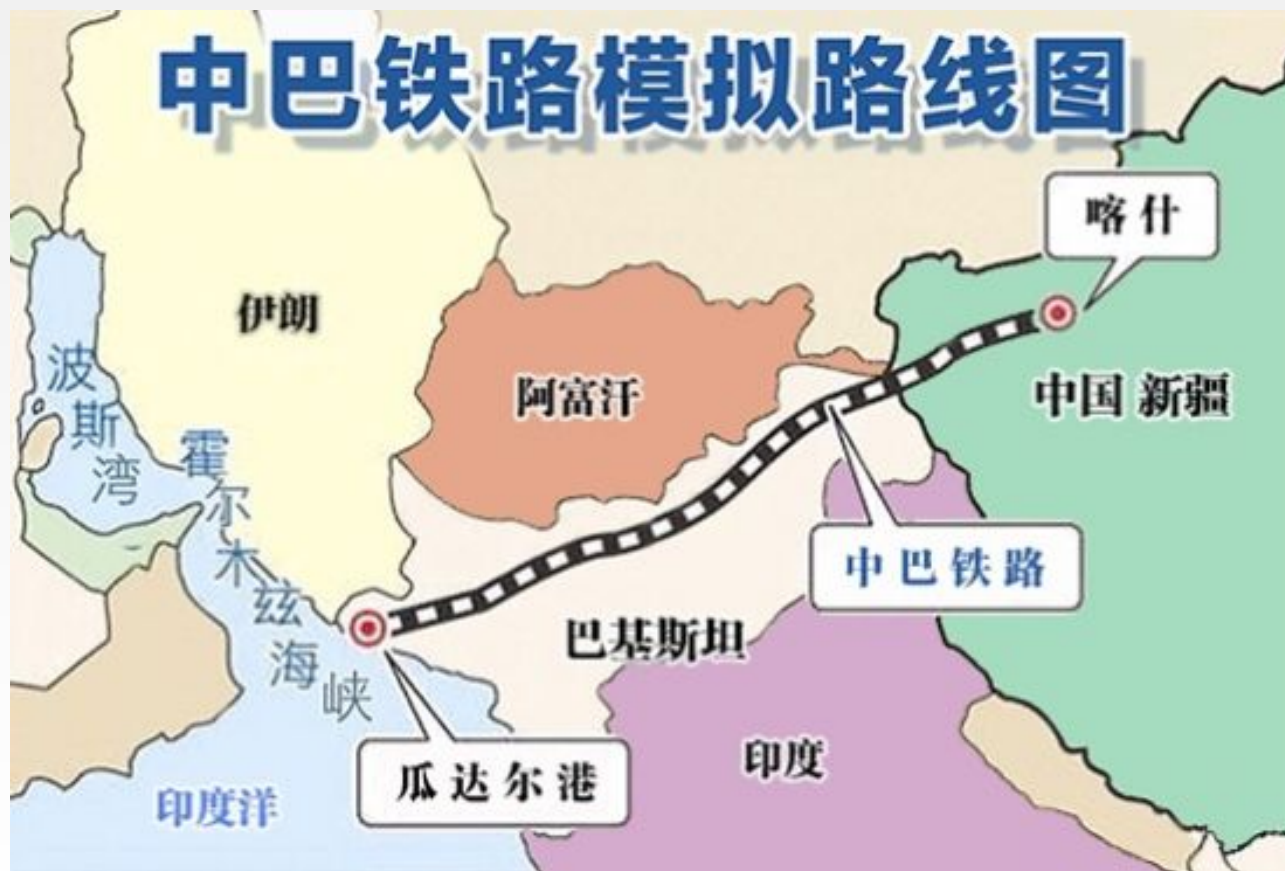 中巴铁路模拟路线图
喀什
伊朗
波斯湾
阿富汗
中国 新疆
霍尔木兹海峡
中巴铁路
巴基斯坦
印度
瓜达尔港
印度洋